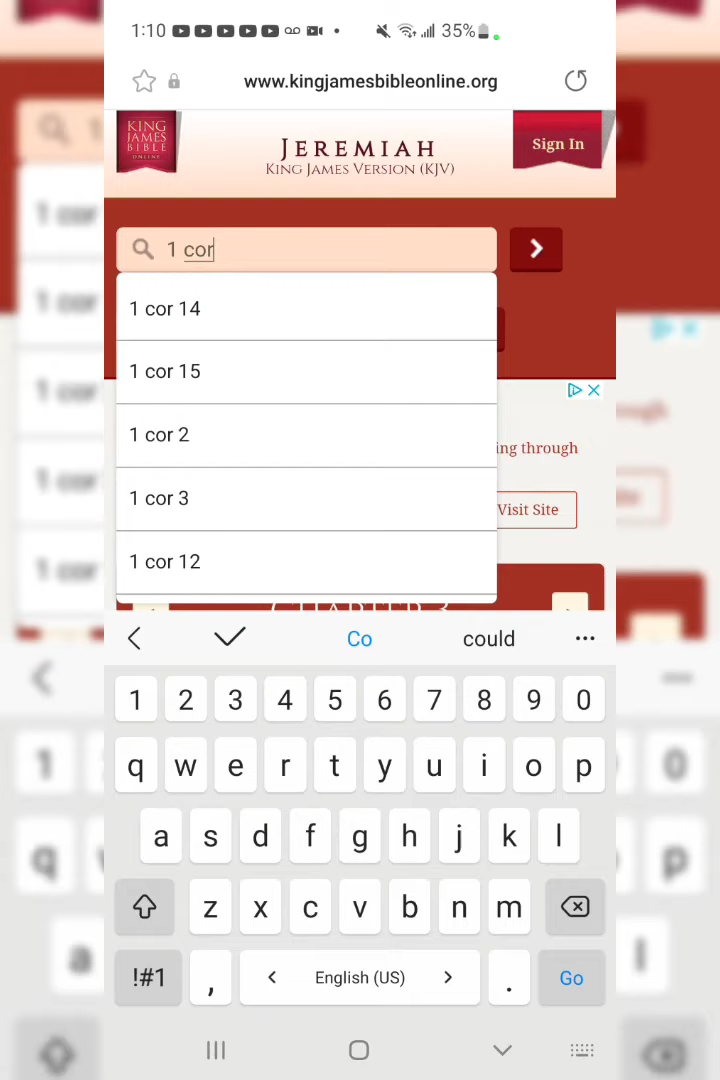 1:10
35%
www.kingjamesbibleonline.org
KING
JAMES
BIBLE
ONLINE
JEREMIAH
KING JAMES VERSION (KJV)
Sign In
1 cor
1 cor 14
1 cor 15
1 cor 2
1 cor 3
1 cor 12
ing through
Visit Site
CHAPTER 3
Co
could
1 2 3 4 5 6 7 8 9 0
q w e r t y u i o p
a s d f g h j k l
z x c v b n m
!#1 , English (US) . Go